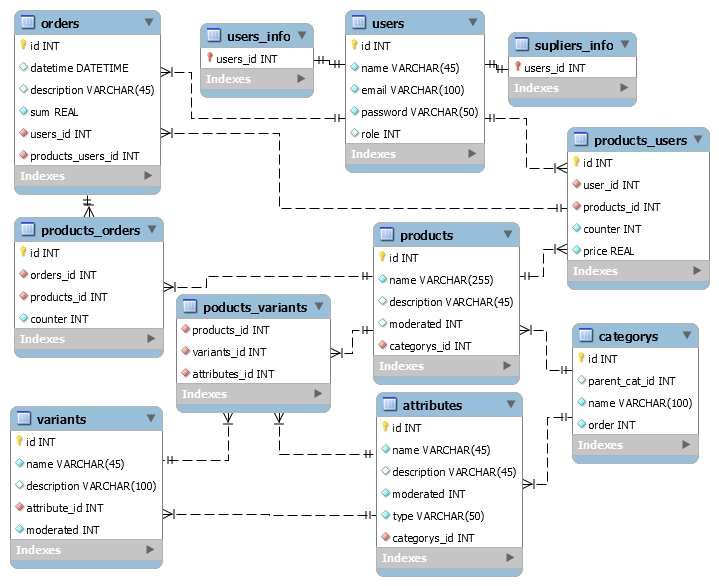 orders
id INT
datetime DATETIME
description VARCHAR(45)
sum REAL
users_id INT
products_users_id INT
Indexes
users_info
users_id INT
Indexes
users
id INT
name VARCHAR(45)
email VARCHAR(100)
password VARCHAR(50)
role INT
Indexes
supliers_info
users_id INT
Indexes
products_users
id INT
user_id INT
products_id INT
counter INT
price REAL
Indexes
products_orders
id INT
orders_id INT
products_id INT
counter INT
Indexes
products
id INT
name VARCHAR(255)
description VARCHAR(45)
moderated INT
categorys_id INT
Indexes
poducts_variants
products_id INT
variants_id INT
attributes_id INT
Indexes
categorys
id INT
parent_cat_id INT
name VARCHAR(100)
order INT
Indexes
variants
id INT
name VARCHAR(45)
description VARCHAR(100)
attribute_id INT
moderated INT
Indexes
attributes
id INT
name VARCHAR(45)
description VARCHAR(45)
moderated INT
type VARCHAR(50)
categorys_id INT
Indexes